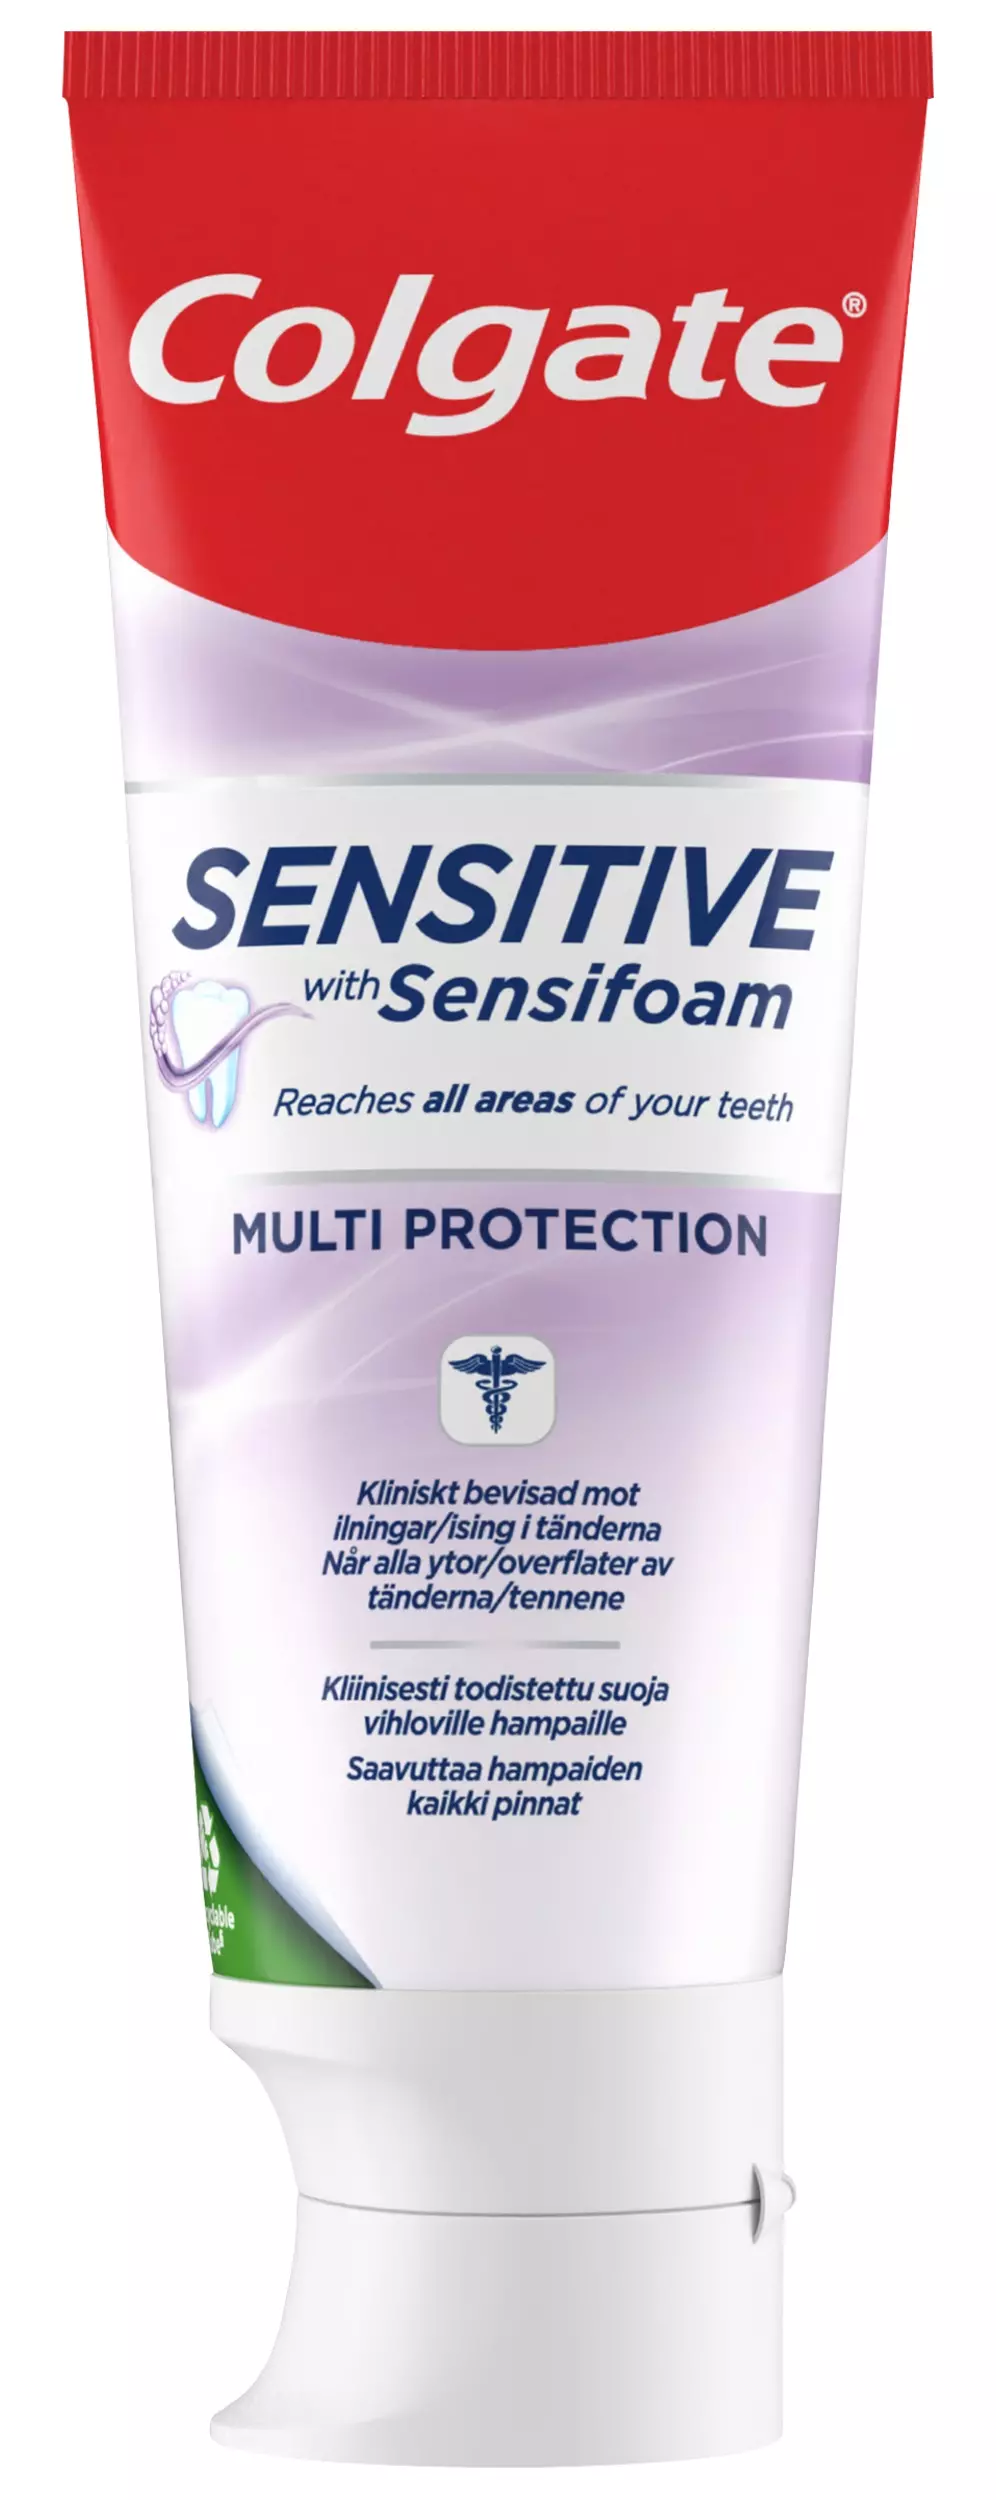 Colgate®
SENSITIVE
with Sensifoam
Reaches all areas of your teeth
MULTI PROTECTION
Kliniskt bevisad mot
ilningar/ising i tänderna
Når alla ytor/overflater av
tänderna/tennene
Kliinisesti todistettu suoja
vihloville hampaille
Saavuttaa hampaiden
kaikki pinnat